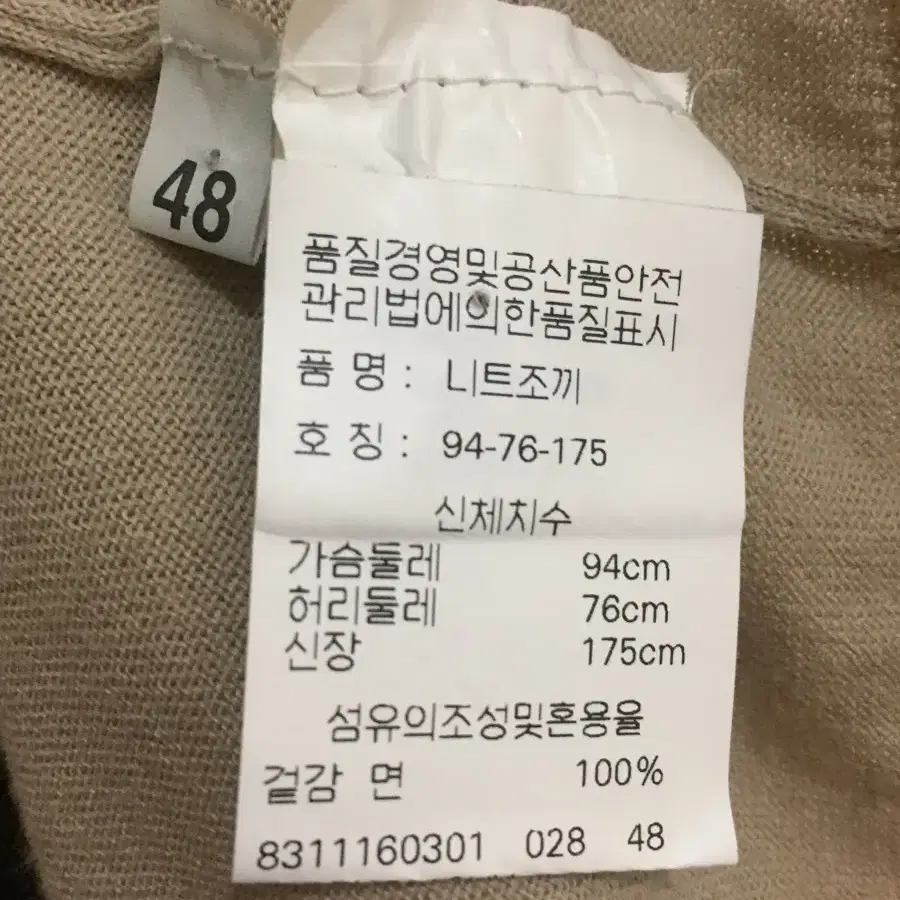 48
품질경영및공산품안전
관리법에의한품질표시
품 명 : 니트조끼
호 칭 : 94-76-175
신체치수
가슴둘레 94cm
허리둘레 76cm
신장 175cm
섬유의조성및혼용율
겉감 면 100%
8311160301 028 48